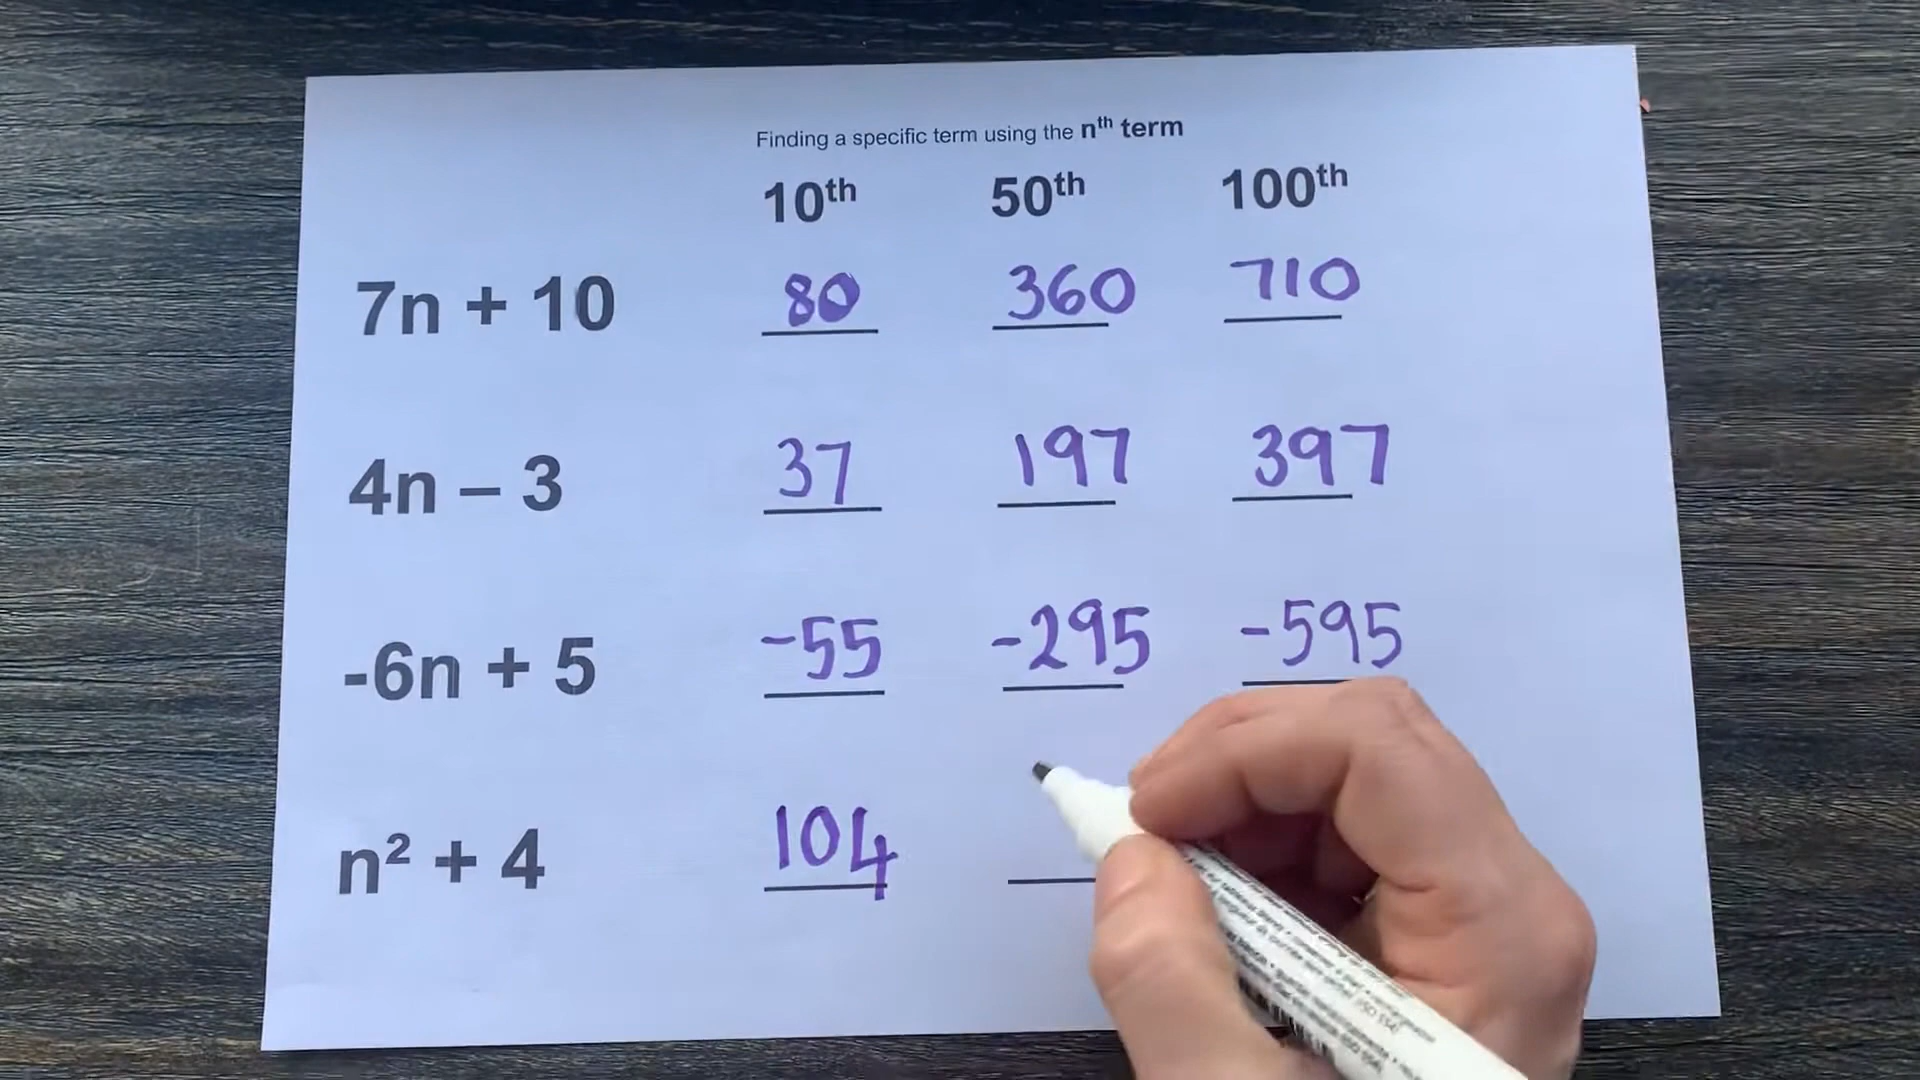 Finding a specific term using the nᵗʰ term
10ᵗʰ 50ᵗʰ 100ᵗʰ
7n + 10 80 360 710
4n – 3 37 197 397
-6n + 5 -55 -295 -595
n² + 4 104